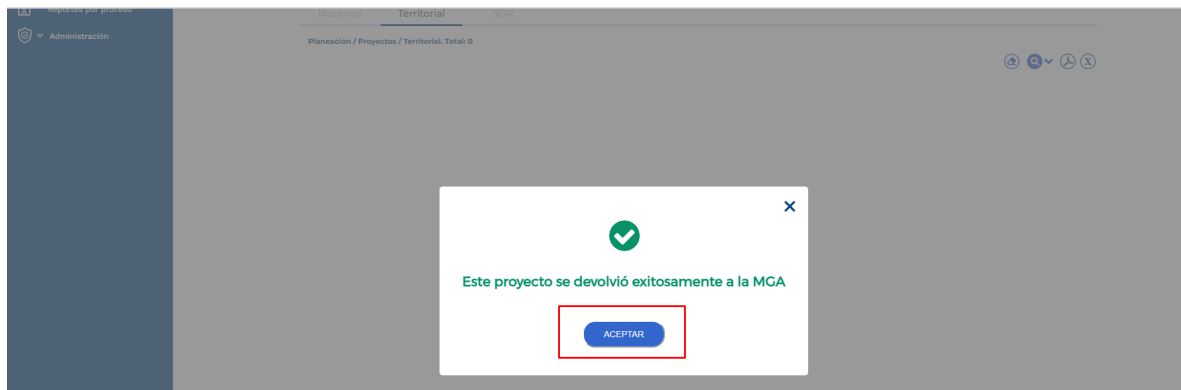 Reportes por proceso
Nacional Territorial SGR
Administración
Planeación / Proyectos / Territorial. Total: 0
Este proyecto se devolvió exitosamente a la MGA
ACEPTAR